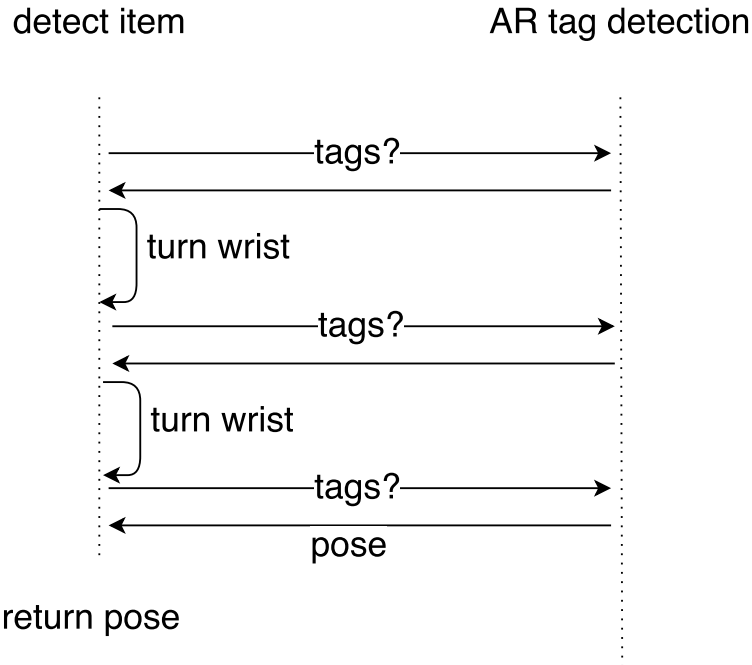 detect item
AR tag detection
tags?
turn wrist
tags?
turn wrist
tags?
pose
return pose